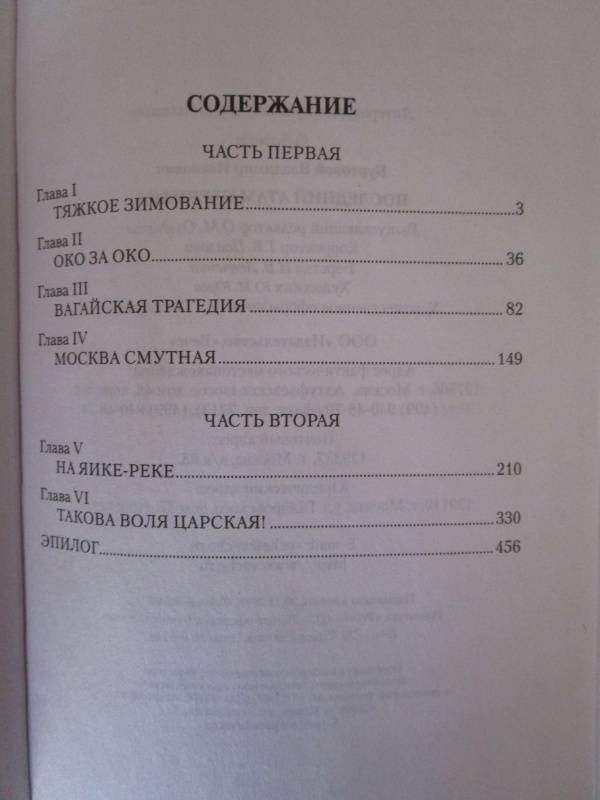 СОДЕРЖАНИЕ
ЧАСТЬ ПЕРВАЯ
Глава I
ТЯЖКОЕ ЗИМОВАНИЕ 3
Глава II
ОКО ЗА ОКО 36
Глава III
ВАГАЙСКАЯ ТРАГЕДИЯ 82
Глава IV
МОСКВА СМУТНАЯ 149
ЧАСТЬ ВТОРАЯ
Глава V
НА ЯИКЕ-РЕКЕ 210
Глава VI
ТАКОВА ВОЛЯ ЦАРСКАЯ! 330
ЭПИЛОГ 456